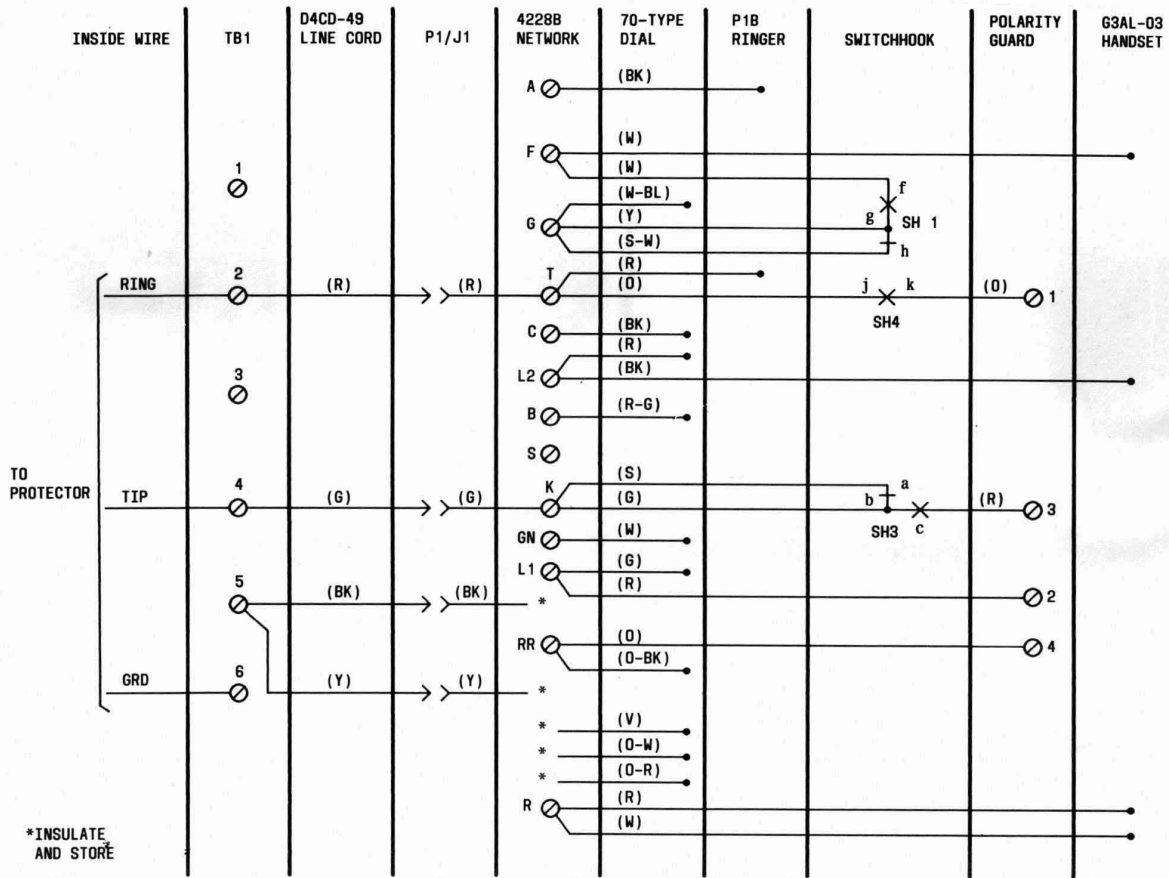 INSIDE WIRE
TB1
D4CD-49
LINE CORD
P1/J1
4228B
NETWORK
70-TYPE
DIAL
P1B
RINGER
SWITCHHOOK
POLARITY
GUARD
G3AL-03
HANDSET
A (BK)
F (W)
(W)
f
1
(W-BL)
G (Y) g SH 1
(S-W) h
RING 2 (R) (R) T (R)
(O) j k (O) 1
SH4
C (BK)
(R)
3 L2 (BK)
B (R-G)
S
TO
PROTECTOR
TIP 4 (G) (G) K (S) a
(G) b (R) 3
SH3 c
GN (W)
L1 (G)
(R) 2
5 (BK) (BK) *
RR (O) 4
(O-BK)
GRD 6 (Y) (Y) *
* (V)
* (O-W)
* (O-R)
R (R)
(W)
*INSULATE
AND STORE